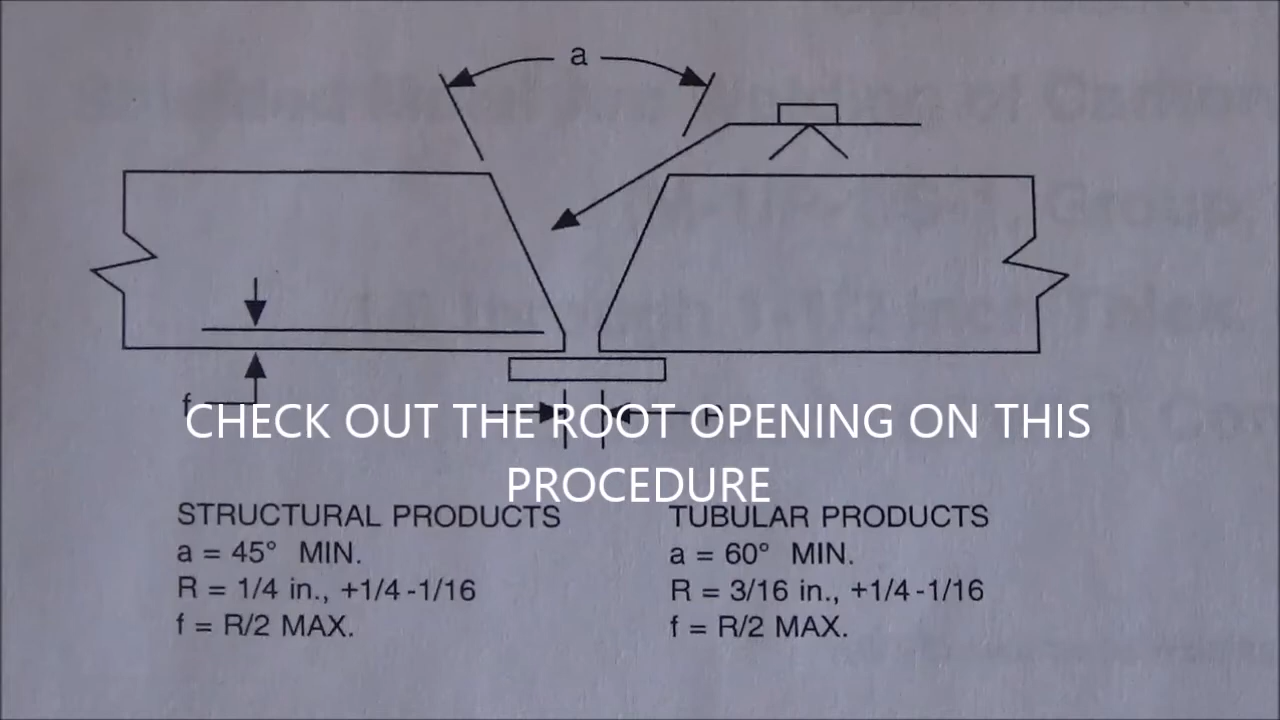 a
f
CHECK OUT THE ROOT OPENING ON THIS
PROCEDURE
STRUCTURAL PRODUCTS
a = 45° MIN.
R = 1/4 in., +1/4 -1/16
f = R/2 MAX.
TUBULAR PRODUCTS
a = 60° MIN.
R = 3/16 in., +1/4 -1/16
f = R/2 MAX.